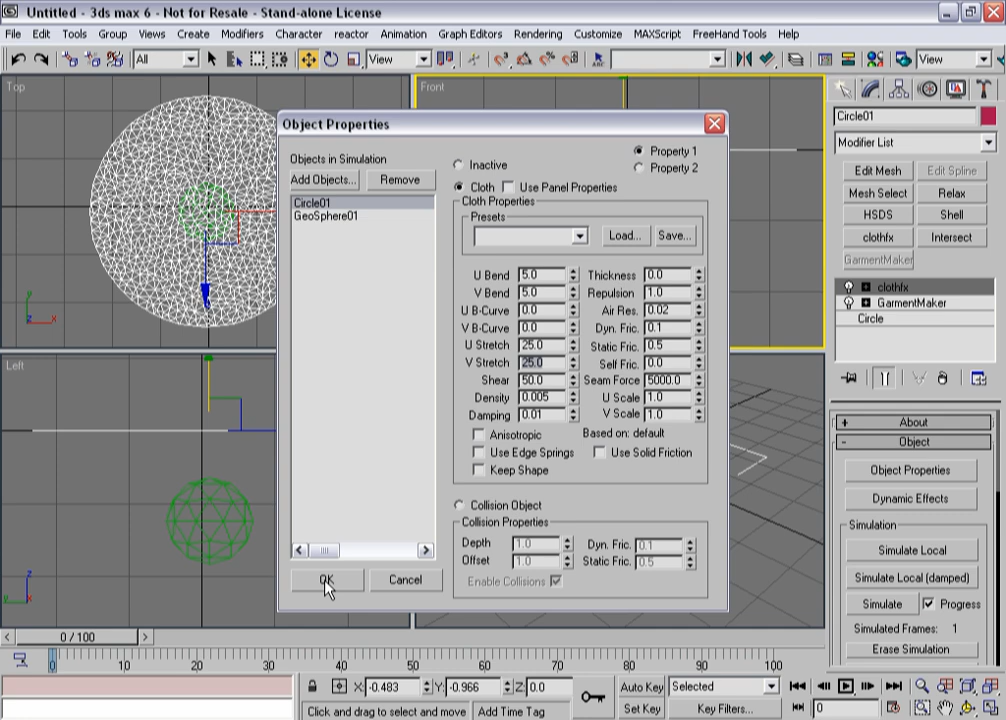 Untitled - 3ds max 6 - Not for Resale - Stand-alone License
File Edit Tools Group Views Create Modifiers Character reactor Animation Graph Editors Rendering Customize MAXScript FreeHand Tools Help
All View View
Top Front
Object Properties
Circle01
Modifier List
Edit Mesh Edit Spline
Mesh Select Relax
HSDS Shell
clothfx Intersect
GarmentMaker
clothfx
GarmentMaker
Circle
Objects in Simulation
Add Objects... Remove
Circle01
GeoSphere01
Inactive
Property 1
Property 2
Cloth Use Panel Properties
Cloth Properties
Presets
Load... Save...
U Bend 5.0 Thickness 0.0
V Bend 5.0 Repulsion 1.0
U B-Curve 0.0 Air Res. 0.02
V B-Curve 0.0 Dyn. Fric. 0.1
U Stretch 25.0 Static Fric. 0.5
V Stretch 25.0 Self Fric. 0.0
Shear 50.0 Seam Force 5000.0
Density 0.005 U Scale 1.0
Damping 0.01 V Scale 1.0
Anisotropic Based on: default
Use Edge Springs Use Solid Friction
Keep Shape
Collision Object
Collision Properties
Depth 1.0 Dyn. Fric. 0.1
Offset 1.0 Static Fric. 0.5
Enable Collisions
OK Cancel
Left
About
Object
Object Properties
Dynamic Effects
Simulation
Simulate Local
Simulate Local (damped)
Simulate Progress
Simulated Frames: 1
Erase Simulation
0 / 100
0 10 20 30 40 50 60 70 80 90 100
X: -0.483 Y: -0.966 Z: 0.0
Auto Key Selected
Click and drag to select and move Add Time Tag
Set Key Key Filters... 0